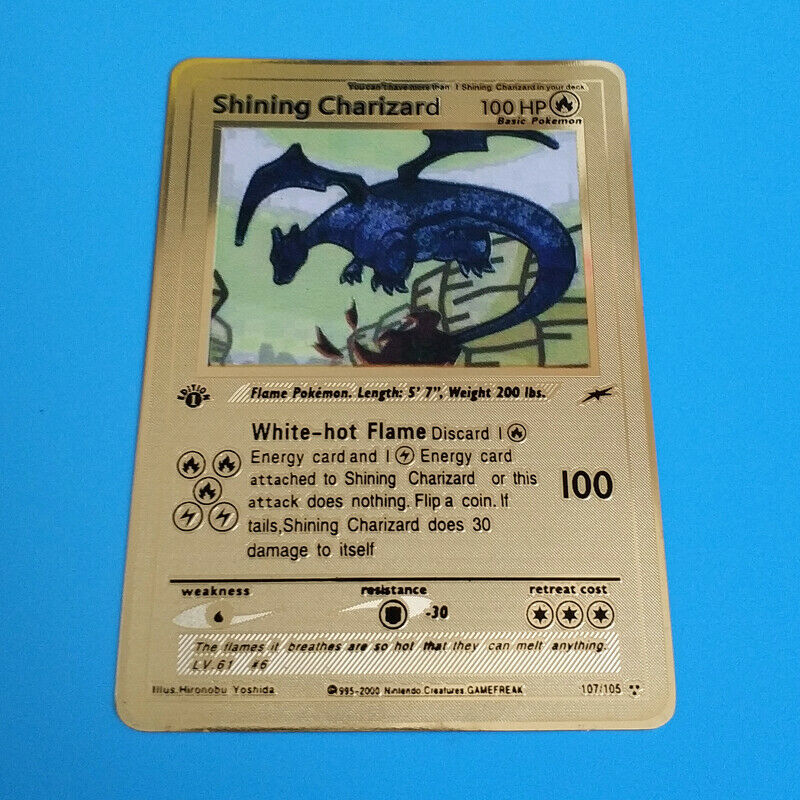 You can't have more than 1 Shining Charizard in your deck
Shining Charizard 100 HP
Basic Pokemon
EDITION
1
Flame Pokémon. Length: 5' 7", Weight 200 lbs.
White-hot Flame Discard 1
Energy card and 1 Energy card
attached to Shining Charizard or this
attack does nothing. Flip a coin. If
tails,Shining Charizard does 30
damage to itself
100
weakness resistance retreat cost
-30
The flames it breathes are so hot that they can melt anything.
LV.61 #6
Illus.Hironobu Yoshida ©995-2000 Nintendo.Creatures.GAMEFREAK 107/105